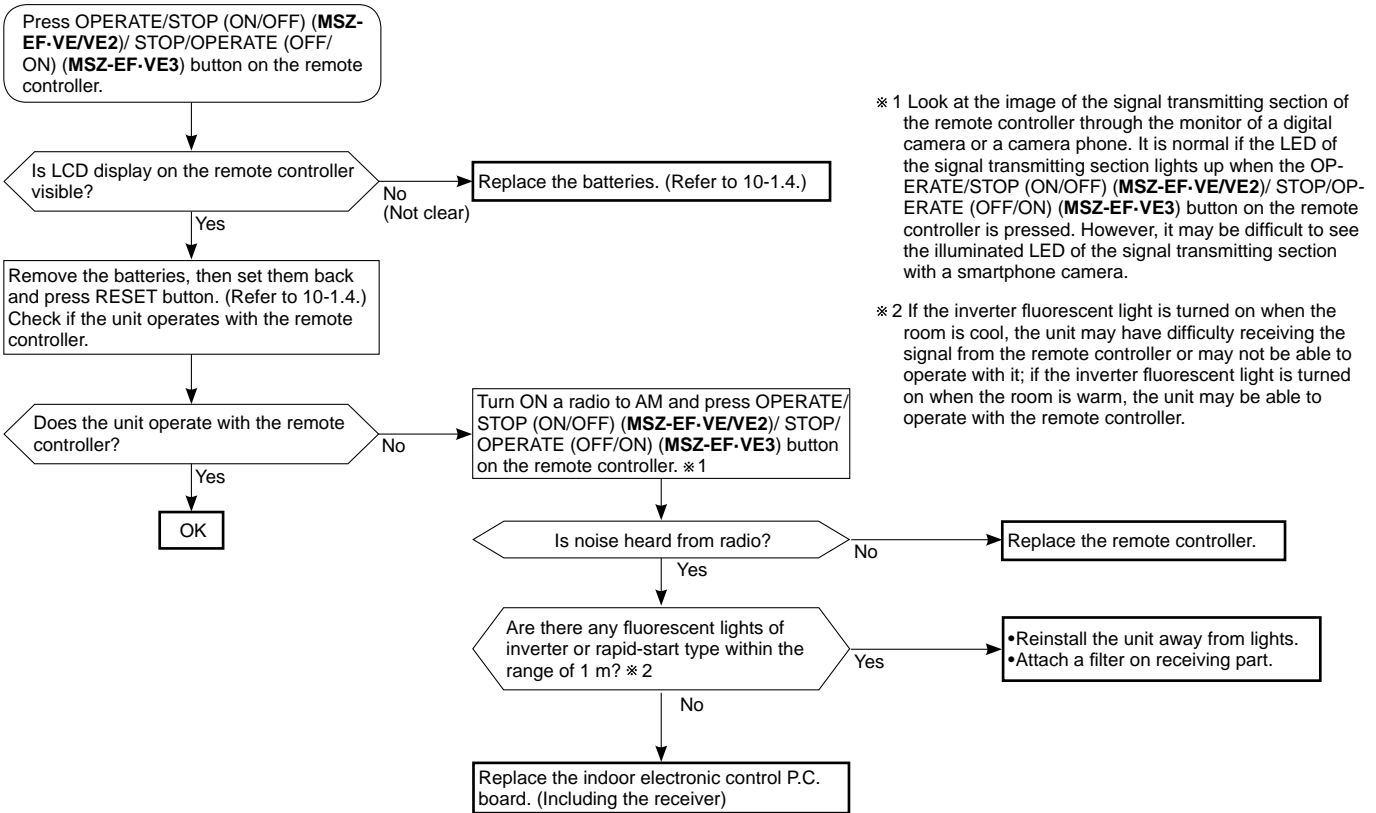 Press OPERATE/STOP (ON/OFF) (MSZ-
EF·VE/VE2)/ STOP/OPERATE (OFF/
ON) (MSZ-EF·VE3) button on the remote
controller.
Is LCD display on the remote controller
visible?
No
(Not clear)
Replace the batteries. (Refer to 10-1.4.)
Yes
Remove the batteries, then set them back
and press RESET button. (Refer to 10-1.4.)
Check if the unit operates with the remote
controller.
Does the unit operate with the remote
controller?
No
Yes
OK
Turn ON a radio to AM and press OPERATE/
STOP (ON/OFF) (MSZ-EF·VE/VE2)/ STOP/
OPERATE (OFF/ON) (MSZ-EF·VE3) button
on the remote controller. ※1
Is noise heard from radio?
No
Replace the remote controller.
Yes
Are there any fluorescent lights of
inverter or rapid-start type within the
range of 1 m? ※2
Yes
•Reinstall the unit away from lights.
•Attach a filter on receiving part.
No
Replace the indoor electronic control P.C.
board. (Including the receiver)
※1 Look at the image of the signal transmitting section of
the remote controller through the monitor of a digital
camera or a camera phone. It is normal if the LED of
the signal transmitting section lights up when the OP-
ERATE/STOP (ON/OFF) (MSZ-EF·VE/VE2)/ STOP/OP-
ERATE (OFF/ON) (MSZ-EF·VE3) button on the remote
controller is pressed. However, it may be difficult to see
the illuminated LED of the signal transmitting section
with a smartphone camera.
※2 If the inverter fluorescent light is turned on when the
room is cool, the unit may have difficulty receiving the
signal from the remote controller or may not be able to
operate with it; if the inverter fluorescent light is turned
on when the room is warm, the unit may be able to
operate with the remote controller.